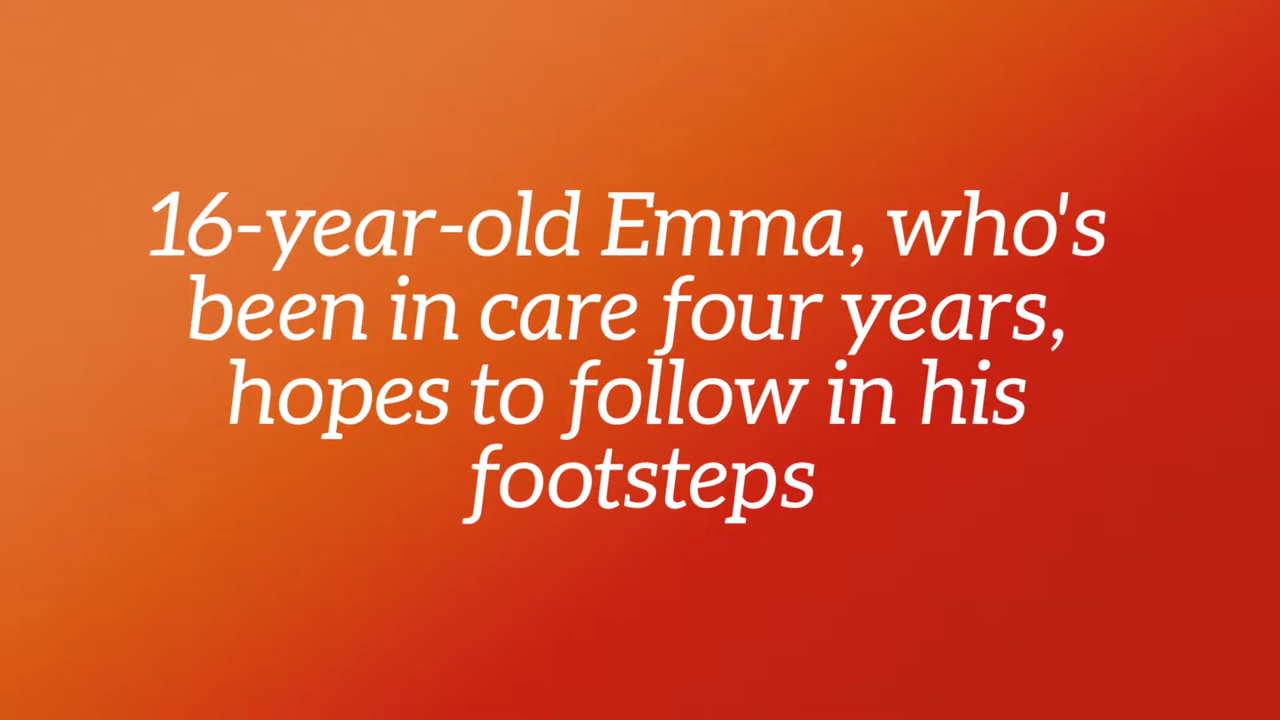 16-year-old Emma, who's
been in care four years,
hopes to follow in his
footsteps